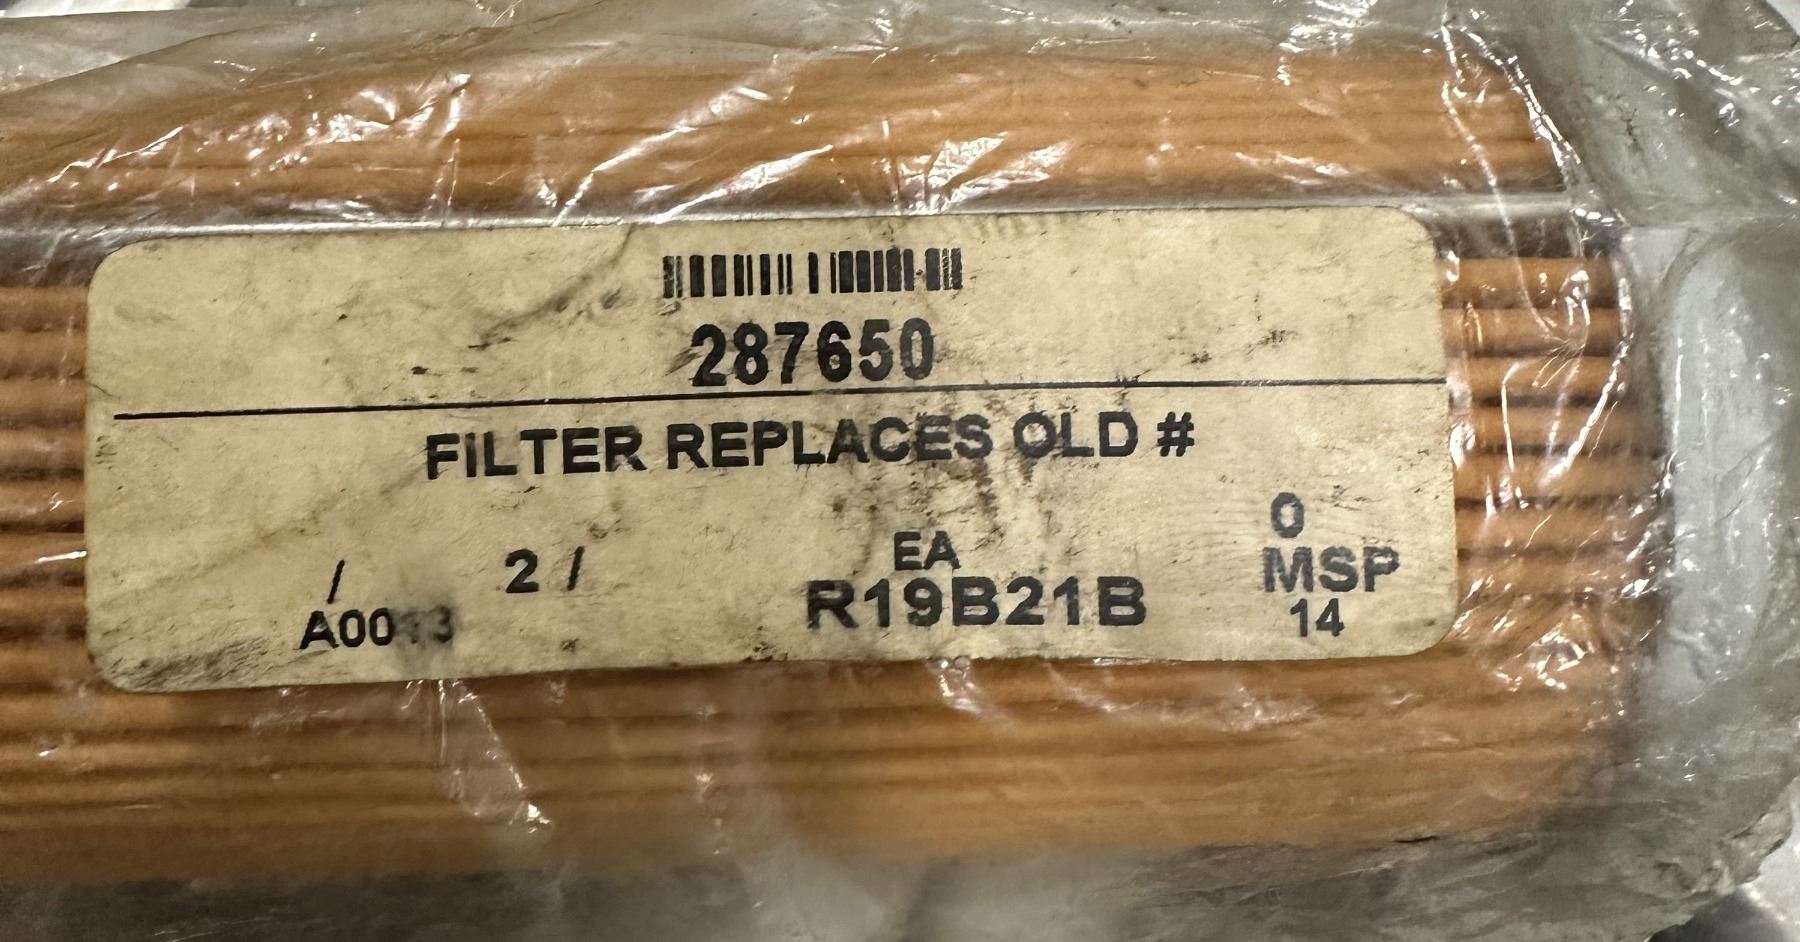 287650
FILTER REPLACES OLD #
0
/ 2 / EA MSP
R19B21B 14